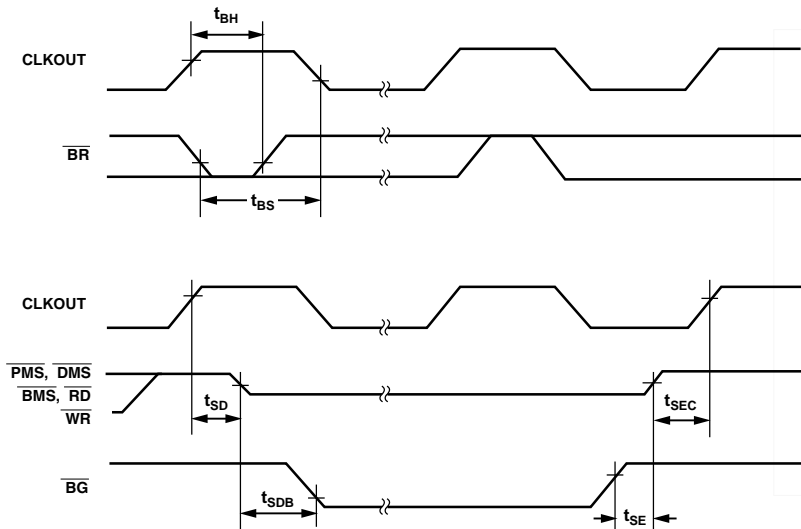 tBH
CLKOUT
BR
tBS
CLKOUT
PMS, DMS
BMS, RD
WR
tSD
tSEC
BG
tSDB
tSE